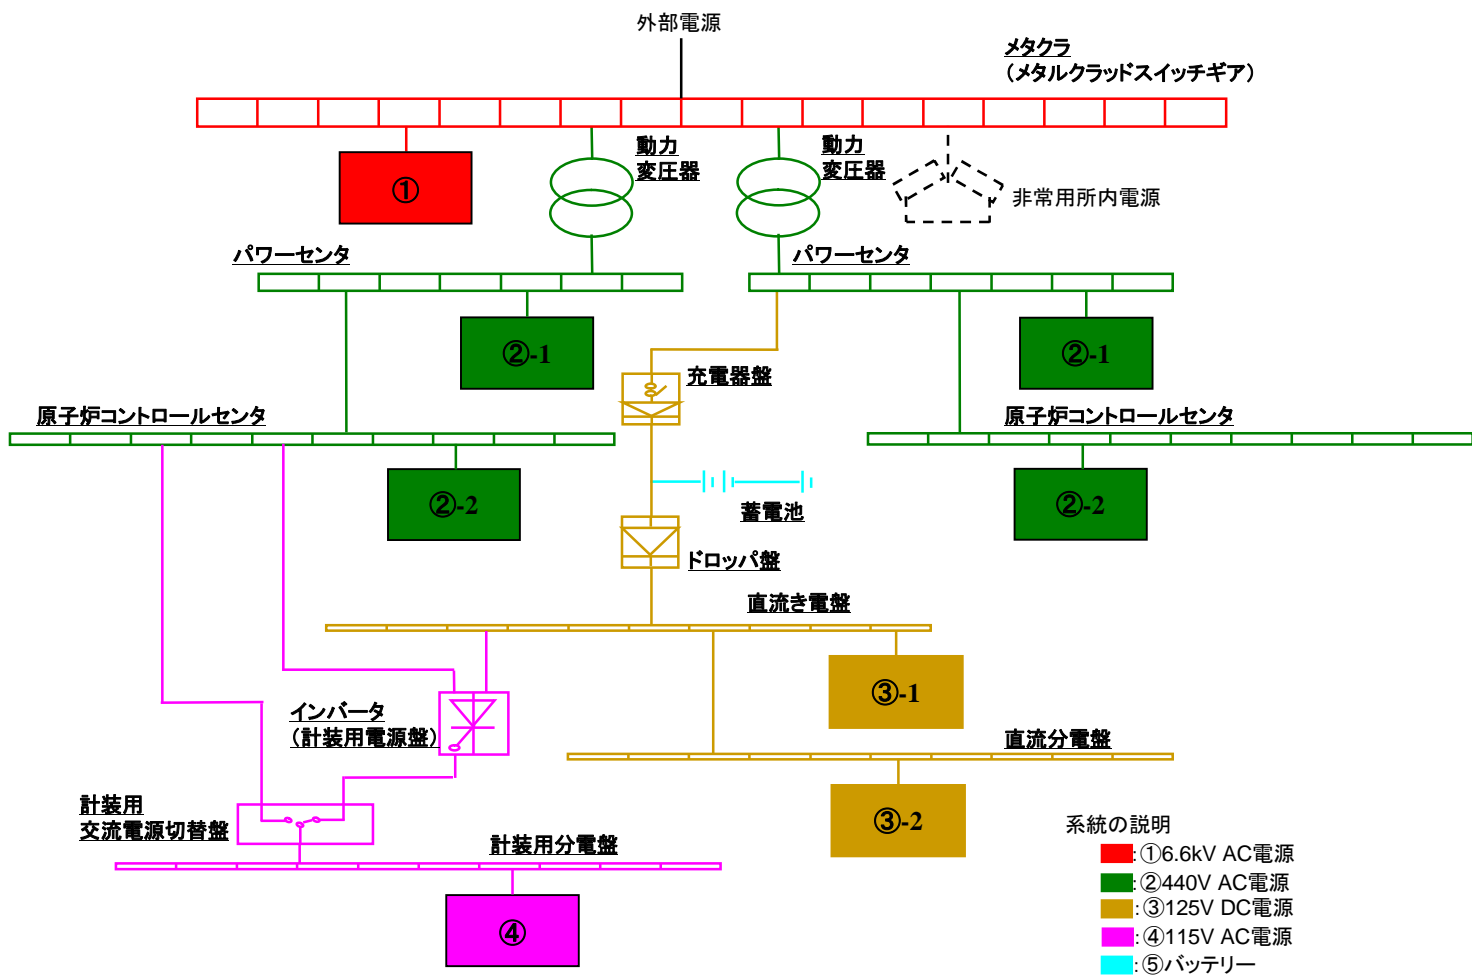 外部電源
メタクラ
(メタルクラッドスイッチギア)
動力
変圧器
動力
変圧器
①
非常用所内電源
パワーセンタ
パワーセンタ
②-1
②-1
充電器盤
原子炉コントロールセンタ
原子炉コントロールセンタ
②-2
②-2
蓄電池
ドロッパ盤
直流き電盤
③-1
インバータ
(計装用電源盤)
直流分電盤
計装用
交流電源切替盤
③-2
計装用分電盤
④
系統の説明
:①6.6kV AC電源
:②440V AC電源
:③125V DC電源
:④115V AC電源
:⑤バッテリー